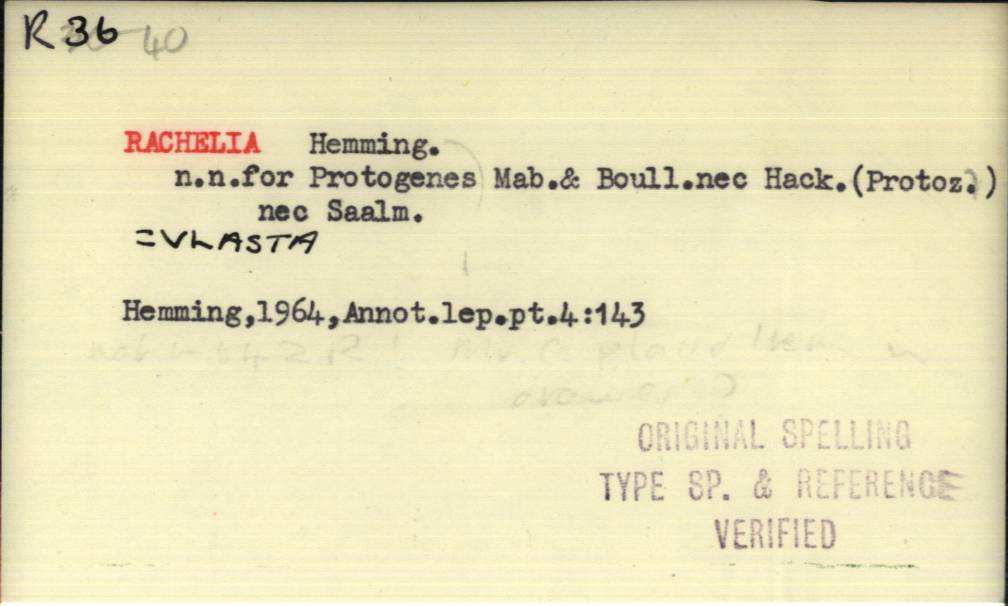 R 36 40
RACHELIA Hemming.
n.n.for Protogenes Mab.& Boull.nec Hack.(Protoz.)
nec Saalm.
=VLASTA
Hemming,1964,Annot.lep.pt.4:143
ORIGINAL SPELLING
TYPE SP. & REFERENCE
VERIFIED